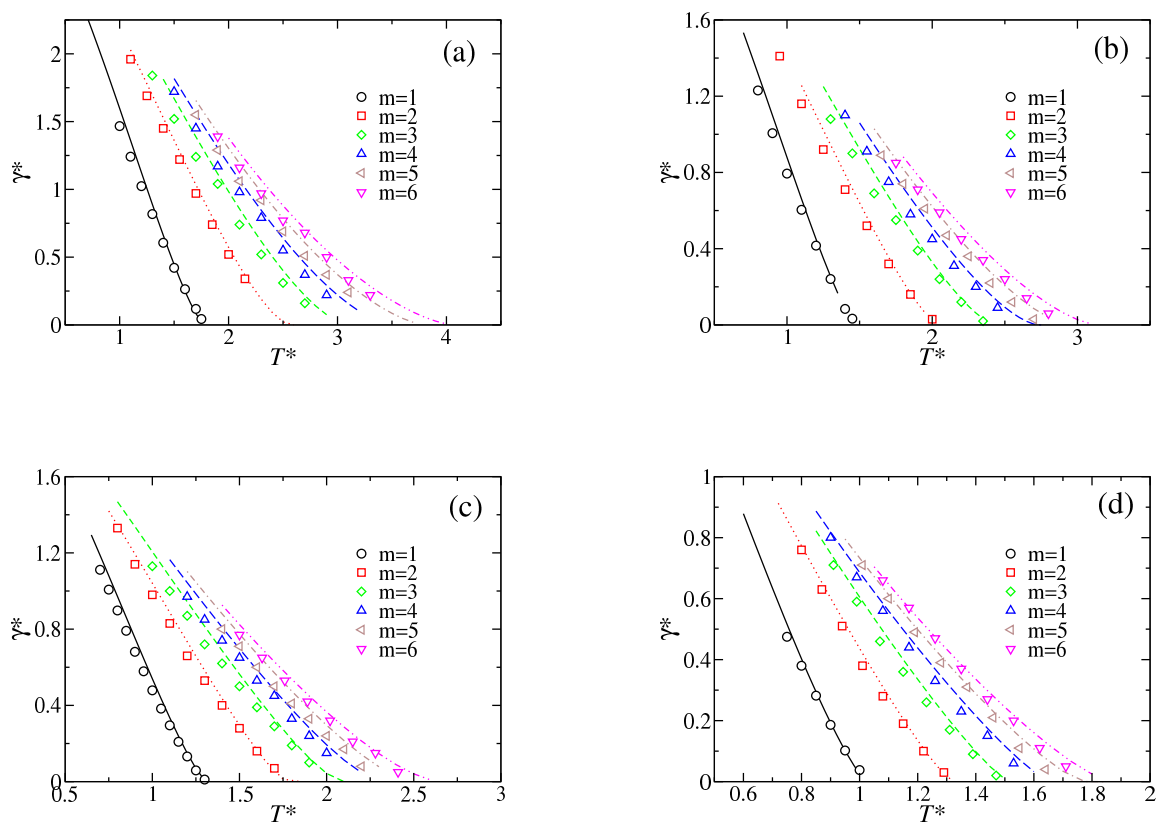 (a)
γ*
2
1.5
1
0.5
0
m=1
m=2
m=3
m=4
m=5
m=6
1 2 3 4
T*
(b)
γ*
1.6
1.2
0.8
0.4
0
m=1
m=2
m=3
m=4
m=5
m=6
1 2 3
T*
(c)
γ*
1.6
1.2
0.8
0.4
0
m=1
m=2
m=3
m=4
m=5
m=6
0.5 1 1.5 2 2.5 3
T*
(d)
γ*
1
0.8
0.6
0.4
0.2
0
m=1
m=2
m=3
m=4
m=5
m=6
0.6 0.8 1 1.2 1.4 1.6 1.8 2
T*